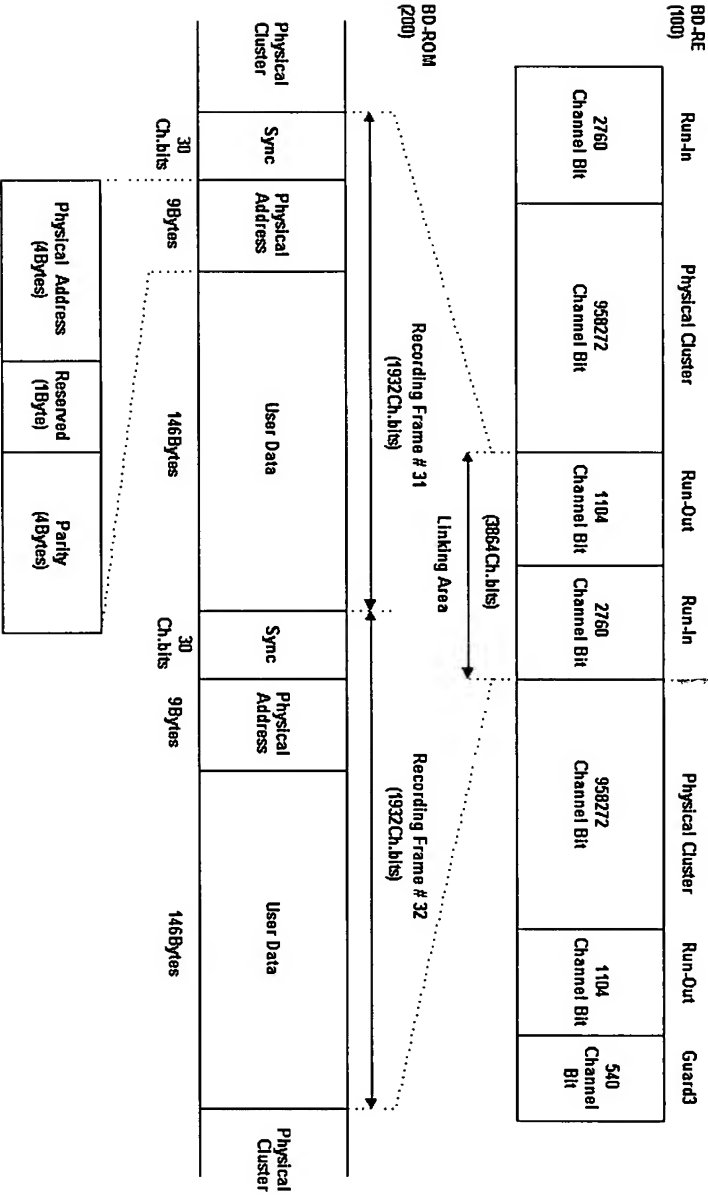 BD-RE
(100)
Run-In
Physical Cluster
Run-Out
Run-In
Physical Cluster
Run-Out
Guard3
2760
Channel Bit
958272
Channel Bit
1104
Channel Bit
2760
Channel Bit
958272
Channel Bit
1104
Channel Bit
540
Channel
Bit
(3864Ch.bits)
Linking Area
BD-ROM
(200)
Recording Frame # 31
(1932Ch.bits)
Recording Frame # 32
(1932Ch.bits)
Physical
Cluster
Sync
Physical
Address
User Data
Sync
Physical
Address
User Data
Physical
Cluster
30
Ch.bits
9Bytes
146Bytes
30
Ch.bits
9Bytes
146Bytes
Physical Address
(4Bytes)
Reserved
(1Byte)
Parity
(4Bytes)